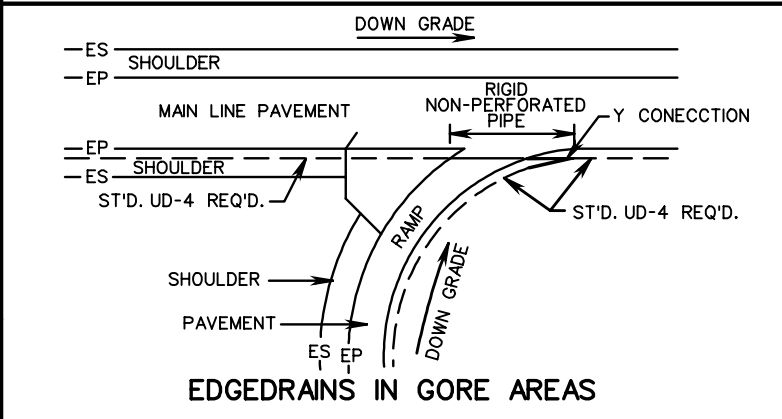 DOWN GRADE
ES
SHOULDER
EP
RIGID
NON-PERFORATED
PIPE
MAIN LINE PAVEMENT
Y CONECCTION
EP
SHOULDER
ES
ST'D. UD-4 REQ'D.
RAMP
ST'D. UD-4 REQ'D.
SHOULDER
DOWN GRADE
PAVEMENT
ES EP
EDGEDRAINS IN GORE AREAS